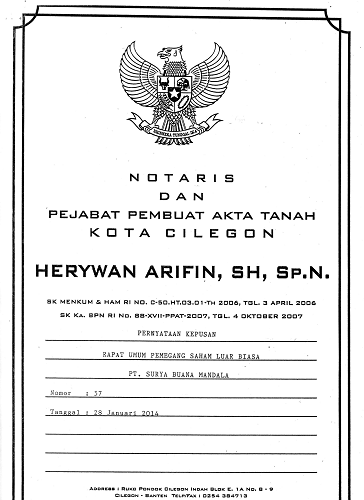 BHINNEKA TUNGGAL IKA
NOTARIS
DAN
PEJABAT PEMBUAT AKTA TANAH
KOTA CILEGON
HERYWAN ARIFIN, SH, Sp.N.
SK MENKUM & HAM RI NO. C-50.HT.03.01-TH 2006, TGL. 3 APRIL 2006
SK Ka. BPN RI No. 88-XVII-PPAT-2007, TGL. 4 OKTOBER 2007
PERNYATAAN KEPUSAN
RAPAT UMUM PEMEGANG SAHAM LUAR BIASA
PT. SURYA BUANA MANDALA
Nomor : 37
Tanggal : 28 Januari 2014
Address : Ruko Pondok Cilegon Indah Blok E. 1A No. 8 - 9
Cilegon - Banten Telp/Fax : 0254 384713